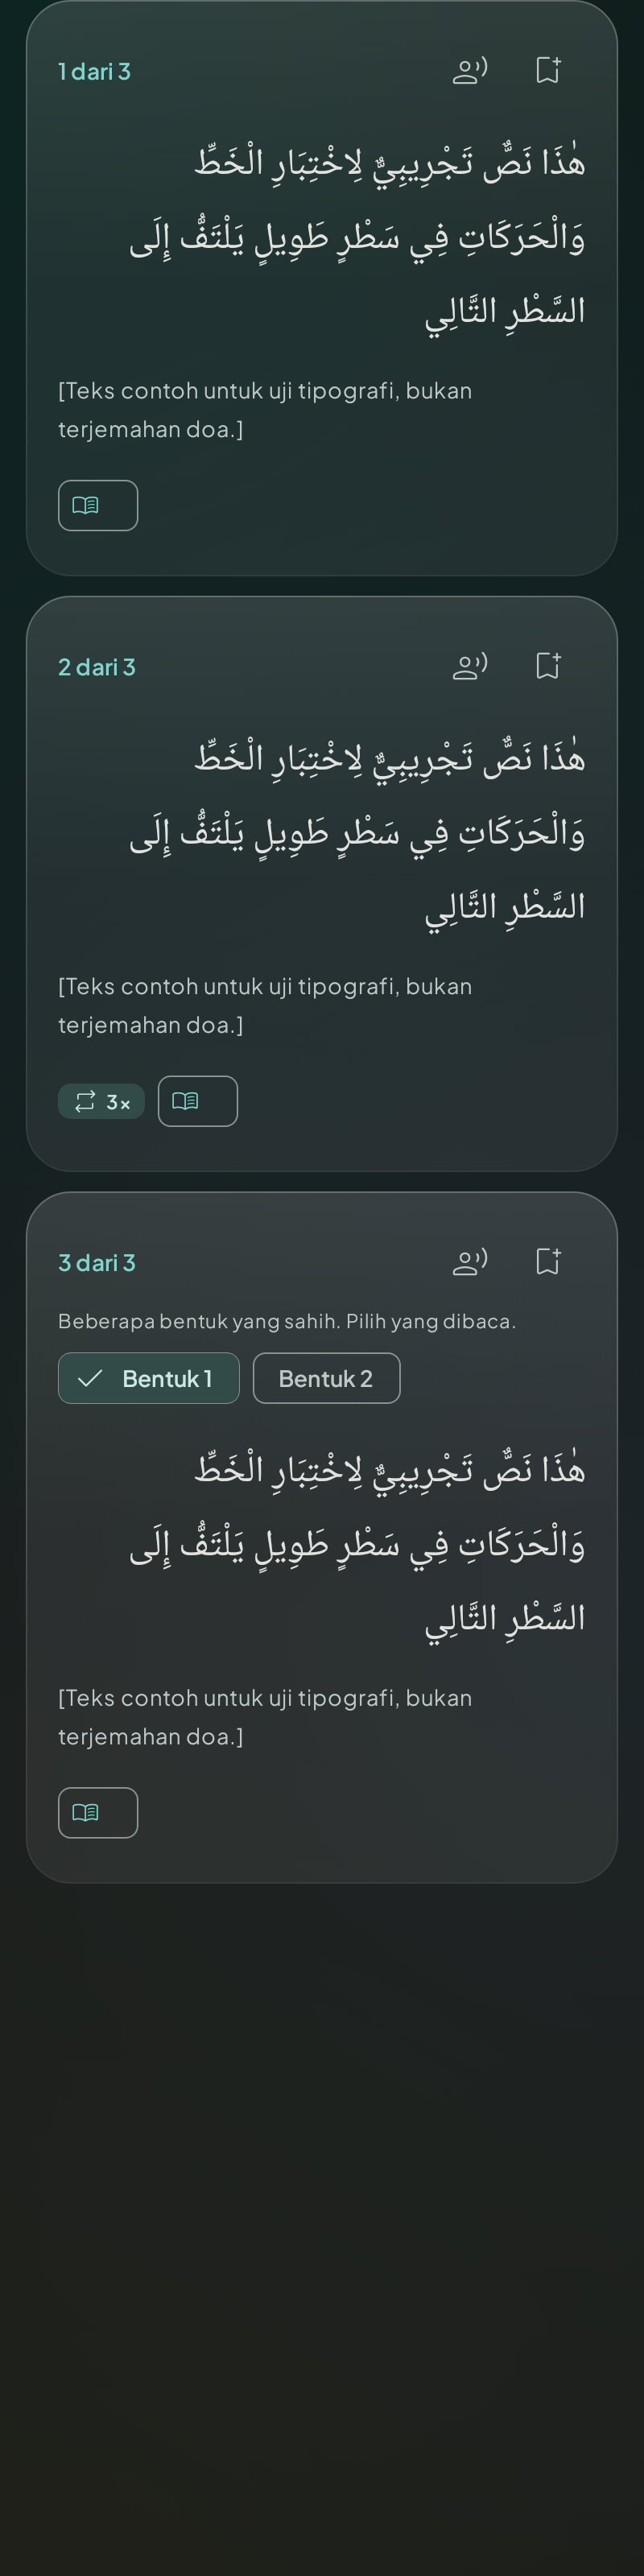 1 dari 3
هٰذَا نَصٌّ تَجْرِيبِيٌّ لِاخْتِبَارِ الْخَطِّ
وَالْحَرَكَاتِ فِي سَطْرٍ طَوِيلٍ يَلْتَفُّ إِلَى
السَّطْرِ التَّالِي
[Teks contoh untuk uji tipografi, bukan
terjemahan doa.]
2 dari 3
هٰذَا نَصٌّ تَجْرِيبِيٌّ لِاخْتِبَارِ الْخَطِّ
وَالْحَرَكَاتِ فِي سَطْرٍ طَوِيلٍ يَلْتَفُّ إِلَى
السَّطْرِ التَّالِي
[Teks contoh untuk uji tipografi, bukan
terjemahan doa.]
3×
3 dari 3
Beberapa bentuk yang sahih. Pilih yang dibaca.
Bentuk 1 Bentuk 2
هٰذَا نَصٌّ تَجْرِيبِيٌّ لِاخْتِبَارِ الْخَطِّ
وَالْحَرَكَاتِ فِي سَطْرٍ طَوِيلٍ يَلْتَفُّ إِلَى
السَّطْرِ التَّالِي
[Teks contoh untuk uji tipografi, bukan
terjemahan doa.]